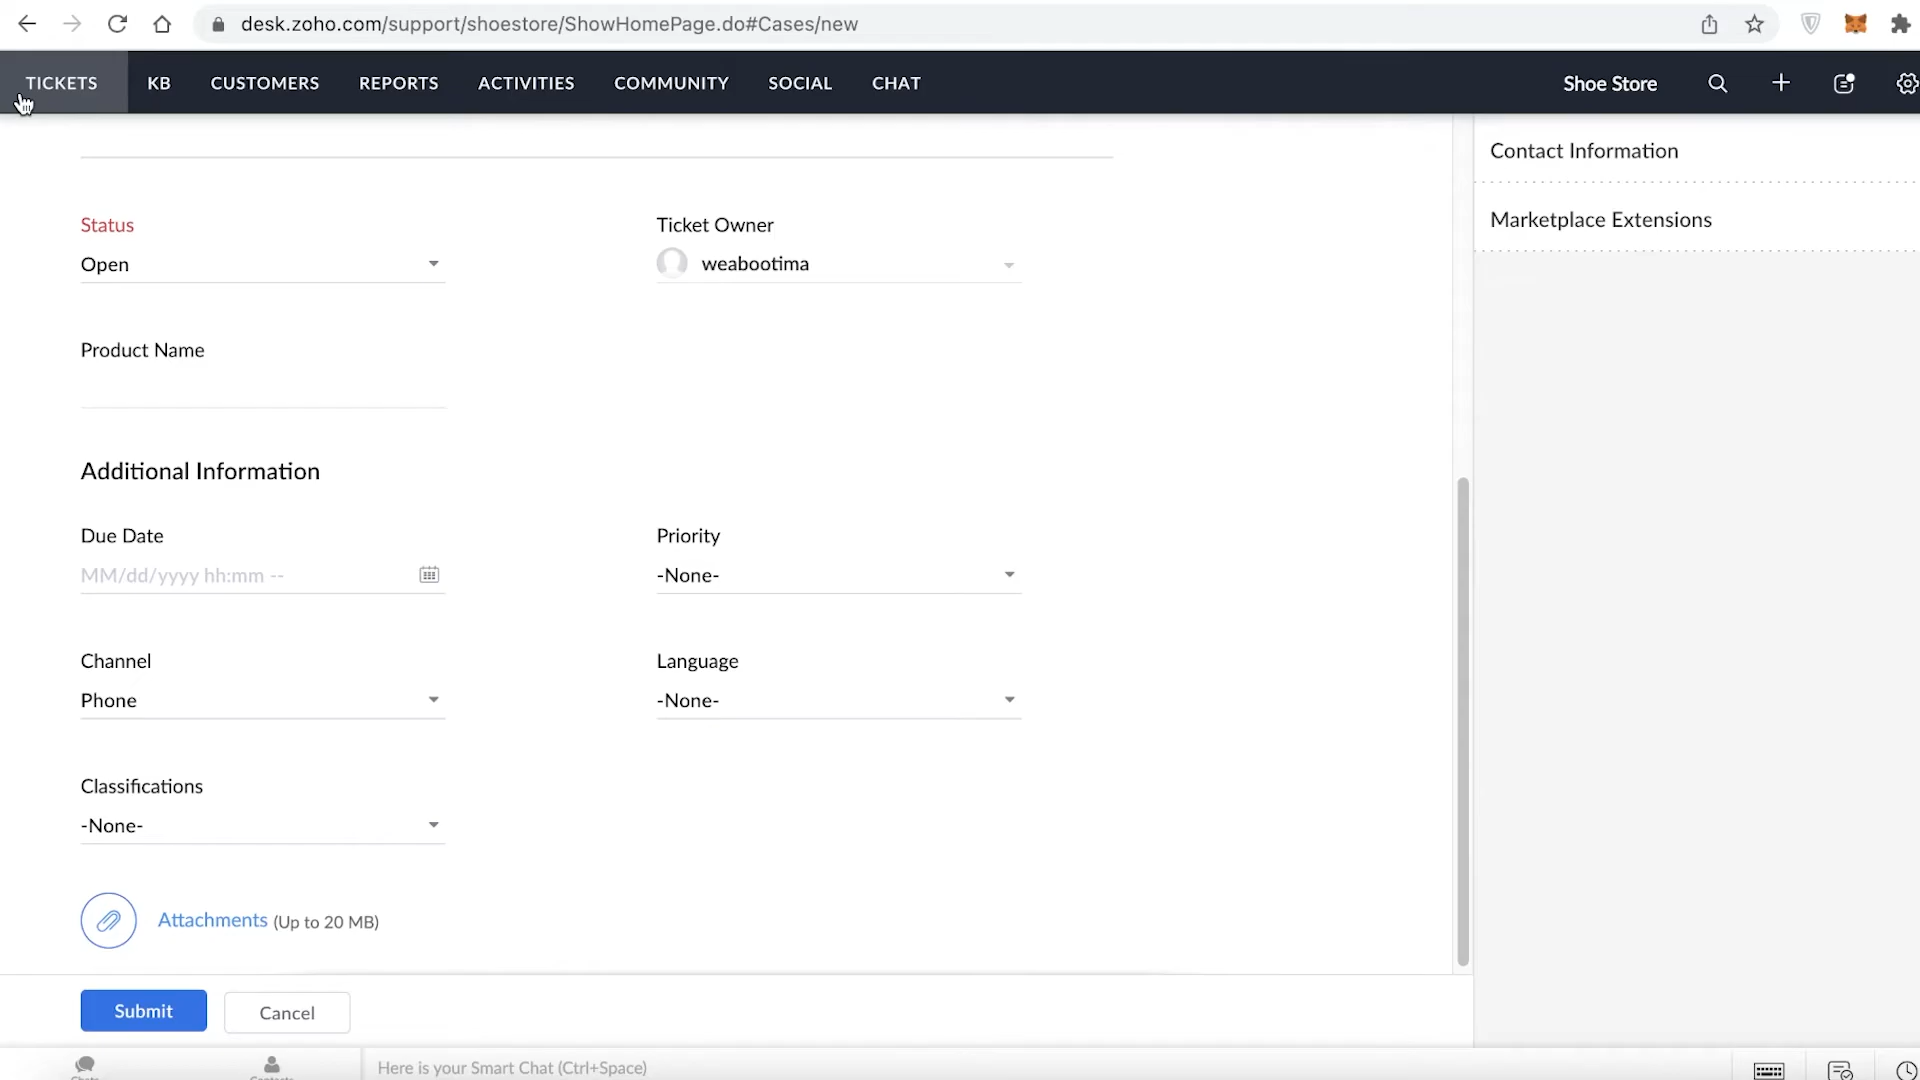 desk.zoho.com/support/shoestore/ShowHomePage.do#Cases/new
TICKETS KB CUSTOMERS REPORTS ACTIVITIES COMMUNITY SOCIAL CHAT Shoe Store
Contact Information
Marketplace Extensions
Status Ticket Owner
Open weabootima
Product Name
Additional Information
Due Date Priority
MM/dd/yyyy hh:mm -- -None-
Channel Language
Phone -None-
Classifications
-None-
Attachments (Up to 20 MB)
Submit Cancel
Here is your Smart Chat (Ctrl+Space)